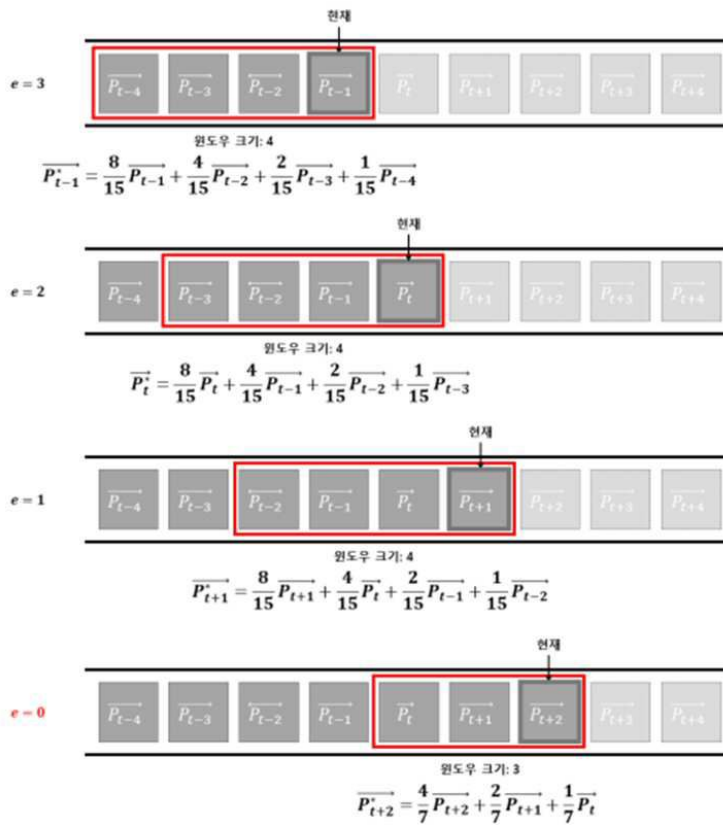 현재
e = 3 P_{t-4} P_{t-3} P_{t-2} P_{t-1} P_t P_{t+1} P_{t+2} P_{t+3} P_{t+4}
윈도우 크기: 4
P*_{t-1} = 8/15 P_{t-1} + 4/15 P_{t-2} + 2/15 P_{t-3} + 1/15 P_{t-4}
현재
e = 2 P_{t-4} P_{t-3} P_{t-2} P_{t-1} P_t P_{t+1} P_{t+2} P_{t+3} P_{t+4}
윈도우 크기: 4
P*_t = 8/15 P_t + 4/15 P_{t-1} + 2/15 P_{t-2} + 1/15 P_{t-3}
현재
e = 1 P_{t-4} P_{t-3} P_{t-2} P_{t-1} P_t P_{t+1} P_{t+2} P_{t+3} P_{t+4}
윈도우 크기: 4
P*_{t+1} = 8/15 P_{t+1} + 4/15 P_t + 2/15 P_{t-1} + 1/15 P_{t-2}
현재
e = 0 P_{t-4} P_{t-3} P_{t-2} P_{t-1} P_t P_{t+1} P_{t+2} P_{t+3} P_{t+4}
윈도우 크기: 3
P*_{t+2} = 4/7 P_{t+2} + 2/7 P_{t+1} + 1/7 P_t